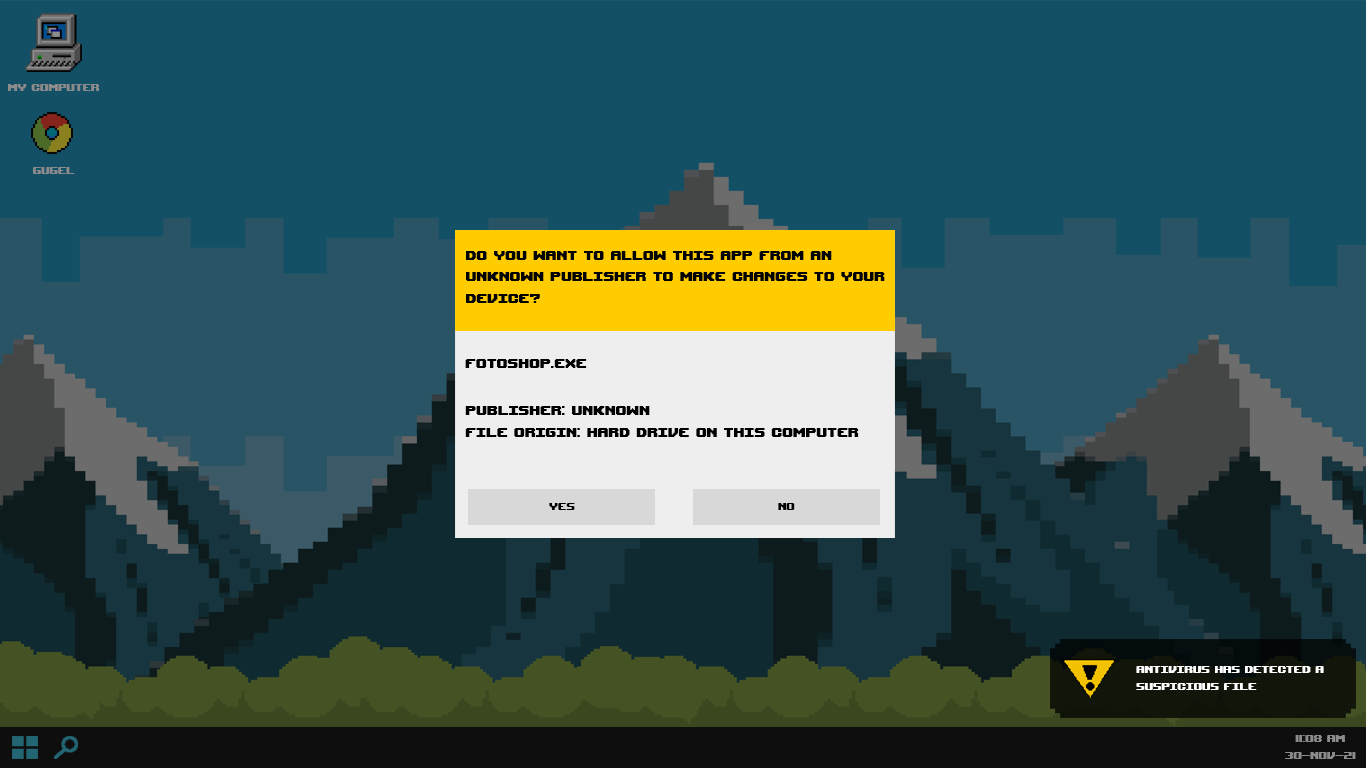 MY COMPUTER
GUGEL
DO YOU WANT TO ALLOW THIS APP FROM AN
UNKNOWN PUBLISHER TO MAKE CHANGES TO YOUR
DEVICE?
FOTOSHOP.EXE
PUBLISHER: UNKNOWN
FILE ORIGIN: HARD DRIVE ON THIS COMPUTER
YES
NO
ANTIVIRUS HAS DETECTED A
SUSPICIOUS FILE
11:08 AM
30-NOV-21